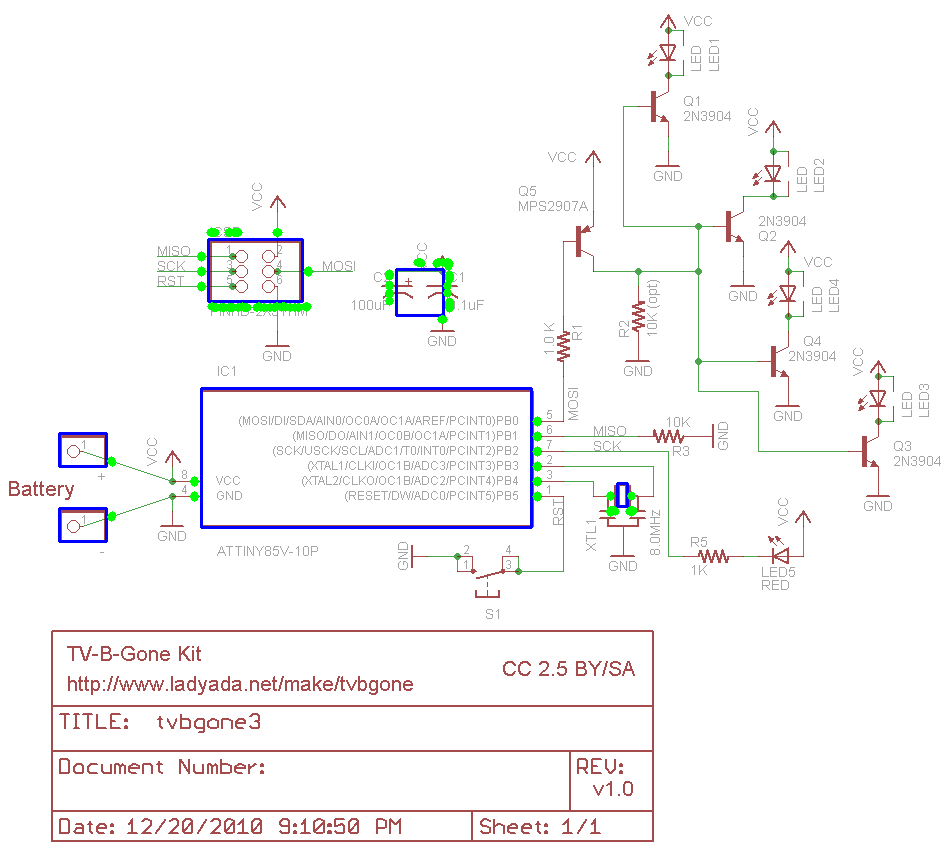 VCC
LED
LED1
Q1
2N3904
GND
VCC
LED
LED2
2N3904
Q2
GND
VCC
Q5
MPS2907A
VCC
LED
LED4
Q4
2N3904
GND
VCC
LED
LED3
Q3
2N3904
GND
R2
10K (opt)
GND
1.0 K
R1
MOSI
VCC
MISO
SCK
RST
1
2
3
4
5
6
MOSI
GND
100uF
.1uF
GND
IC1
(MOSI/DI/SDA/AIN0/OC0A/OC1A/AREF/PCINT0)PB0
5
(MISO/DO/AIN1/OC0B/OC1A/PCINT1)PB1
6
MISO
10K
R3
GND
(SCK/USCK/SCL/ADC1/T0/INT0/PCINT2)PB2
7
SCK
(XTAL1/CLKI/OC1B/ADC3/PCINT3)PB3
2
(XTAL2/CLKO/OC1B/ADC2/PCINT4)PB4
3
(RESET/DW/ADC0/PCINT5)PB5
1
RST
8
VCC
4
GND
ATTINY85V-10P
VCC
GND
1
+
Battery
1
-
XTL1
8.0MHz
GND
GND
2
1
4
3
S1
R5
1K
LED5
RED
VCC
TV-B-Gone Kit
http://www.ladyada.net/make/tvbgone
CC 2.5 BY/SA
TITLE: tvbgone3
Document Number:
REV:
v1.0
Date: 12/20/2010 9:10:50 PM
Sheet: 1/1